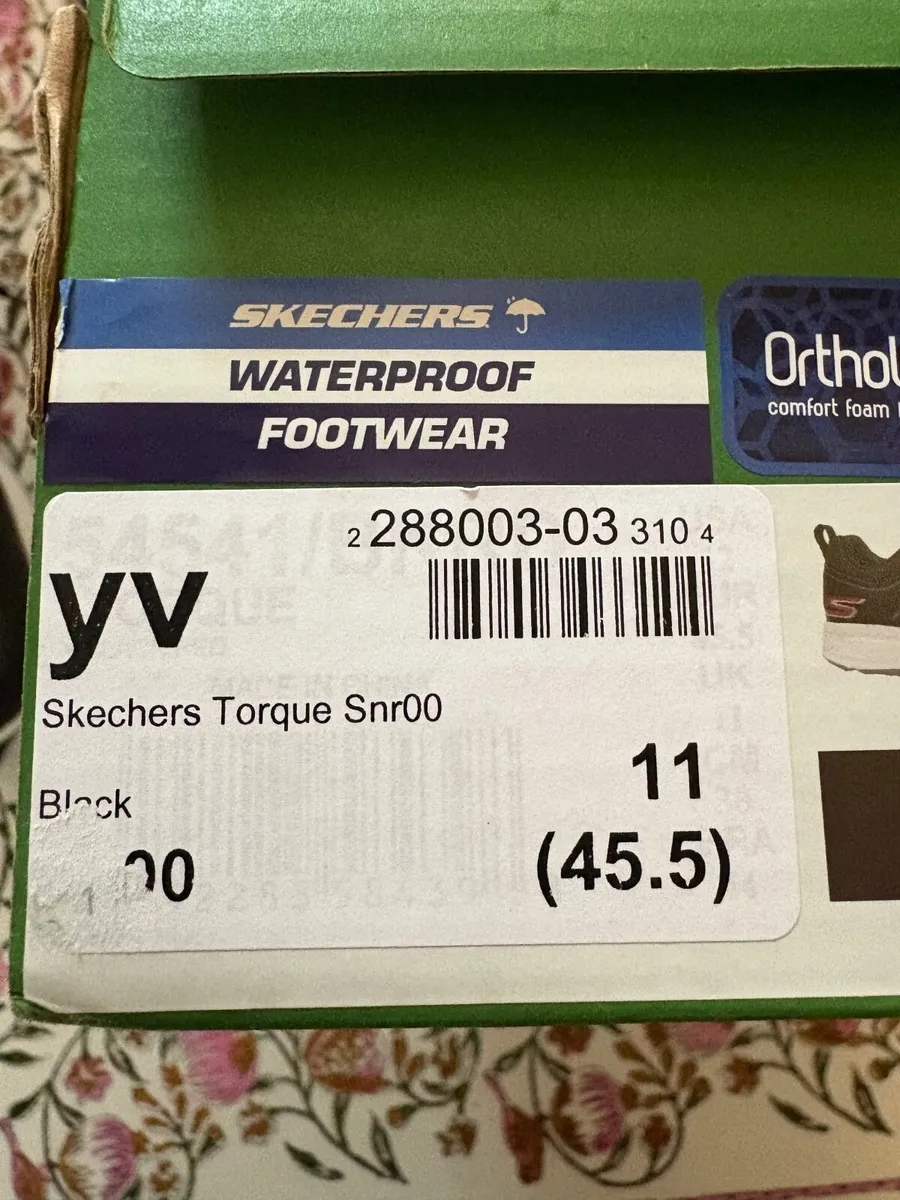 SKECHERS
WATERPROOF
FOOTWEAR
comfort foam
2 288003-03 310 4
yv
Skechers Torque Snr00
Black
11
(45.5)
00